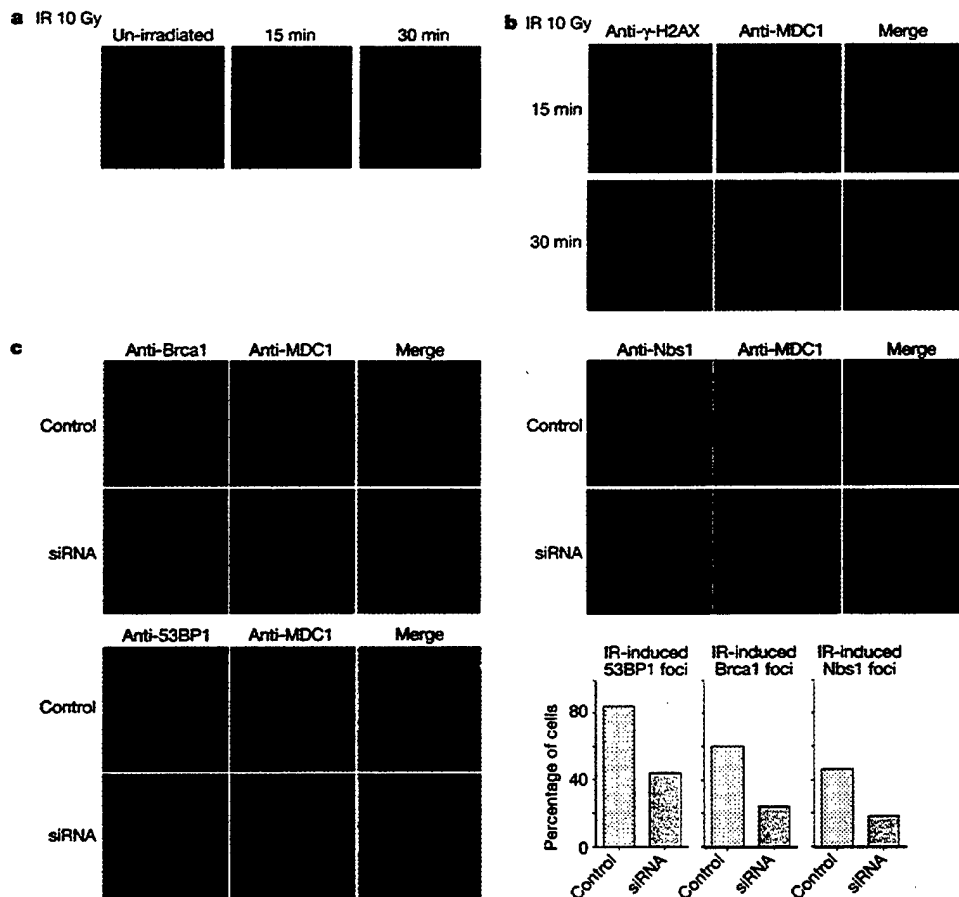 a IR 10 Gy
Un-irradiated 15 min 30 min
b IR 10 Gy
Anti-γ-H2AX Anti-MDC1 Merge
15 min
30 min
c
Anti-Brca1 Anti-MDC1 Merge
Control
siRNA
Anti-Nbs1 Anti-MDC1 Merge
Control
siRNA
Anti-53BP1 Anti-MDC1 Merge
Control
siRNA
IR-induced 53BP1 foci
IR-induced Brca1 foci
IR-induced Nbs1 foci
Percentage of cells
80
40
0
Control siRNA Control siRNA Control siRNA